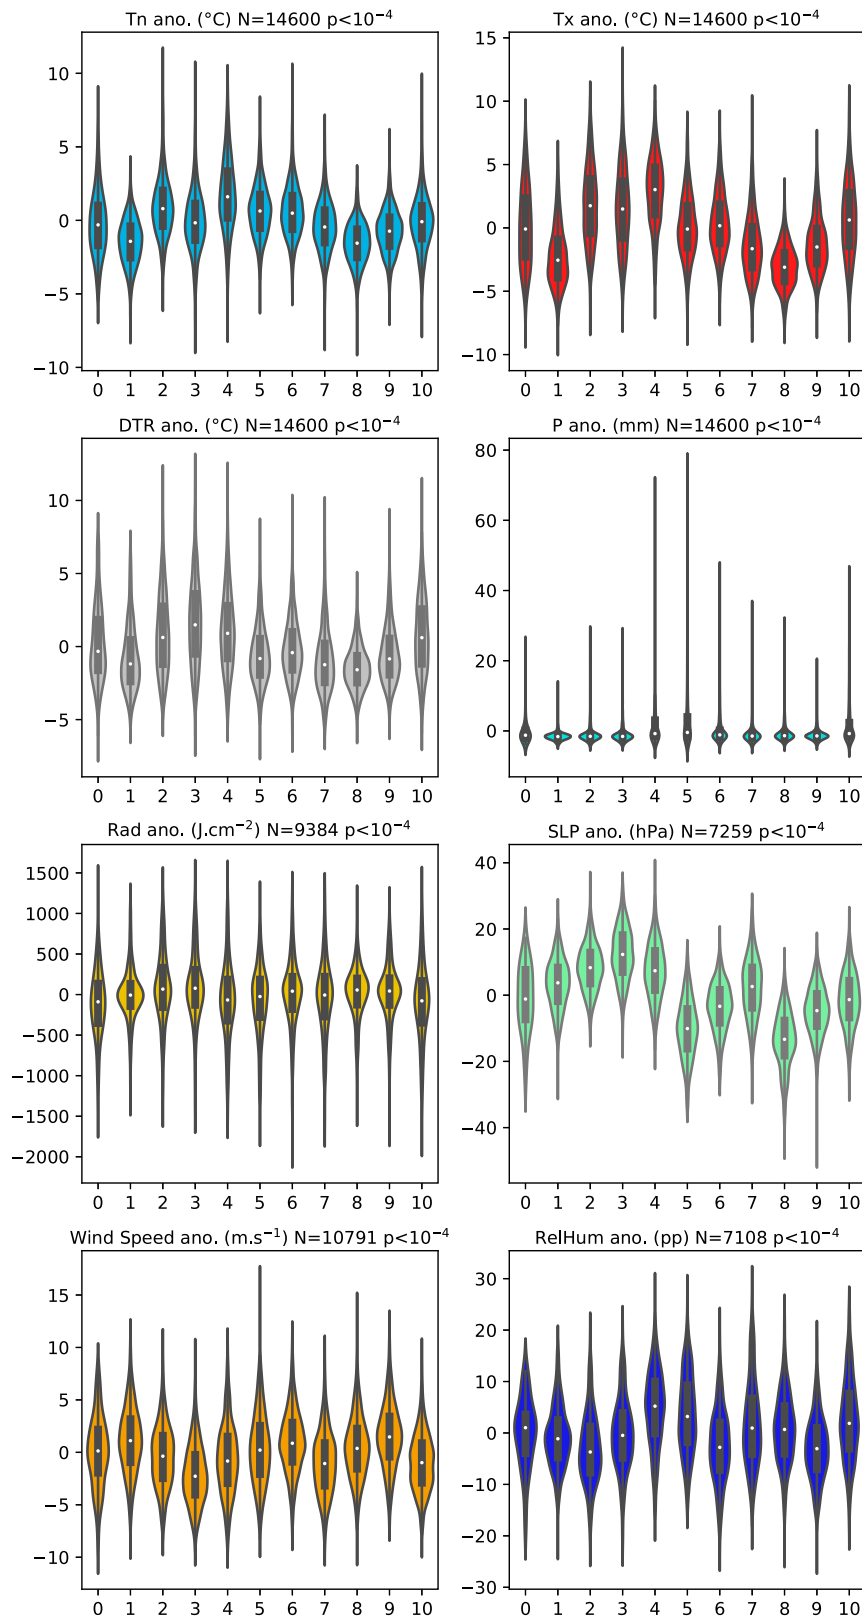 Tn ano. (°C) N=14600 p<10⁻⁴
10
5
0
−5
−10
0 1 2 3 4 5 6 7 8 9 10
Tx ano. (°C) N=14600 p<10⁻⁴
15
10
5
0
−5
−10
0 1 2 3 4 5 6 7 8 9 10
DTR ano. (°C) N=14600 p<10⁻⁴
10
5
0
−5
0 1 2 3 4 5 6 7 8 9 10
P ano. (mm) N=14600 p<10⁻⁴
80
60
40
20
0
0 1 2 3 4 5 6 7 8 9 10
Rad ano. (J.cm⁻²) N=9384 p<10⁻⁴
1500
1000
500
0
−500
−1000
−1500
−2000
0 1 2 3 4 5 6 7 8 9 10
SLP ano. (hPa) N=7259 p<10⁻⁴
40
20
0
−20
−40
0 1 2 3 4 5 6 7 8 9 10
Wind Speed ano. (m.s⁻¹) N=10791 p<10⁻⁴
15
10
5
0
−5
−10
0 1 2 3 4 5 6 7 8 9 10
RelHum ano. (pp) N=7108 p<10⁻⁴
30
20
10
0
−10
−20
−30
0 1 2 3 4 5 6 7 8 9 10